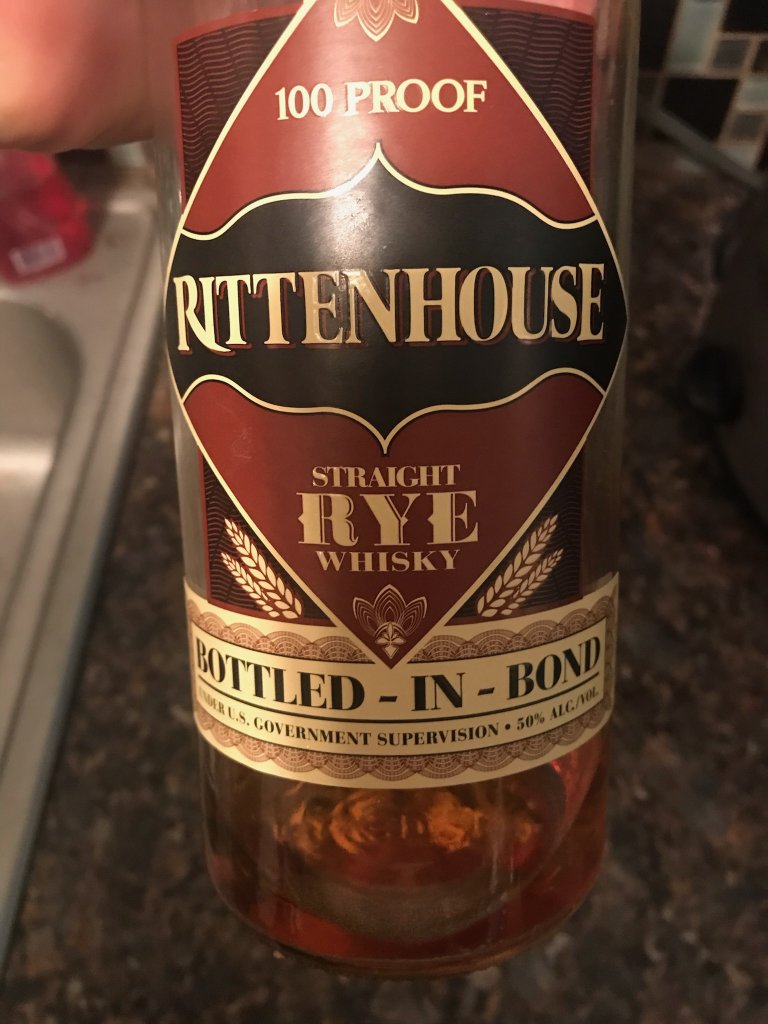 100 PROOF
RITTENHOUSE
STRAIGHT
RYE
WHISKY
BOTTLED - IN - BOND
UNDER U.S. GOVERNMENT SUPERVISION • 50% ALC./VOL.